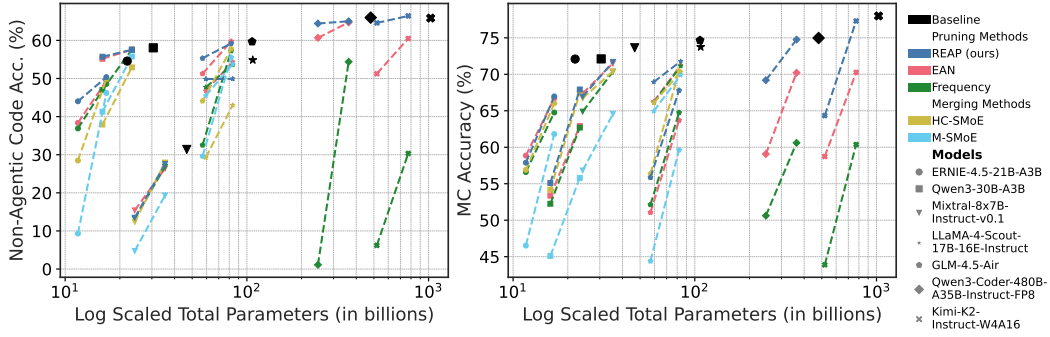 Non-Agentic Code Acc. (%)
60
50
40
30
20
10
0
10¹
10²
10³
Log Scaled Total Parameters (in billions)
MC Accuracy (%)
75
70
65
60
55
50
45
10¹
10²
10³
Log Scaled Total Parameters (in billions)
Baseline
Pruning Methods
REAP (ours)
EAN
Frequency
Merging Methods
HC-SMoE
M-SMoE
Models
ERNIE-4.5-21B-A3B
Qwen3-30B-A3B
Mixtral-8x7B-
Instruct-v0.1
LLaMA-4-Scout-
17B-16E-Instruct
GLM-4.5-Air
Qwen3-Coder-480B-
A35B-Instruct-FP8
Kimi-K2-
Instruct-W4A16